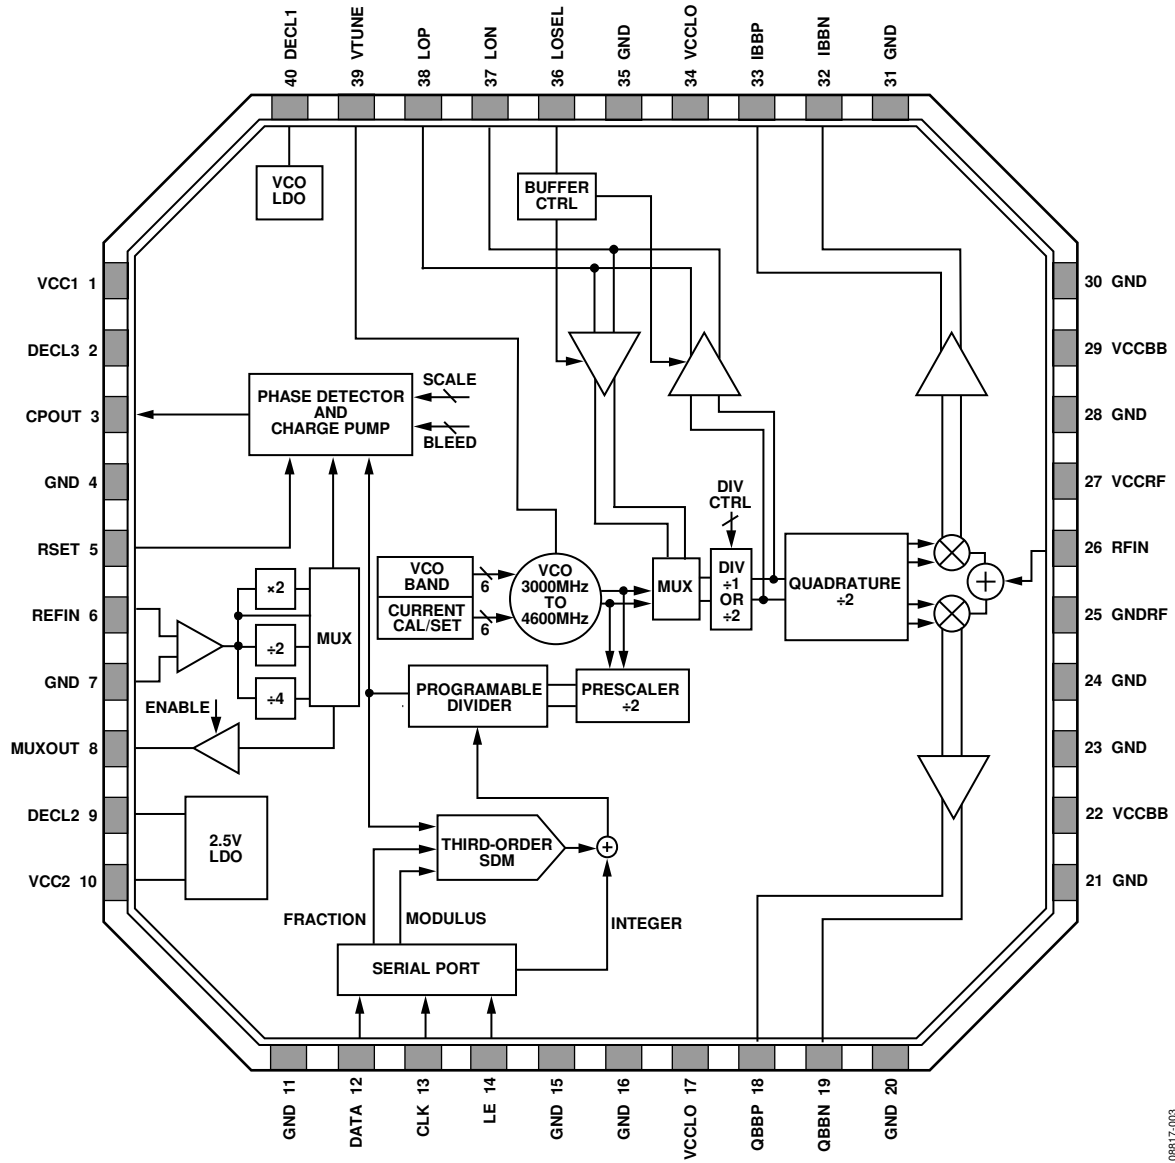 40 DECL1
39 VTUNE
38 LOP
37 LON
36 LOSEL
35 GND
34 VCCLO
33 IBBP
32 IBBN
31 GND
VCO
LDO
BUFFER
CTRL
VCC1 1
DECL3 2
CPOUT 3
GND 4
RSET 5
REFIN 6
GND 7
MUXOUT 8
DECL2 9
VCC2 10
30 GND
29 VCCBB
28 GND
27 VCCRF
26 RFIN
25 GNDRF
24 GND
23 GND
22 VCCBB
21 GND
PHASE DETECTOR
AND
CHARGE PUMP
SCALE
BLEED
DIV
CTRL
VCO
BAND
CURRENT
CAL/SET
6
6
VCO
3000MHz
TO
4600MHz
MUX
DIV
÷1
OR
÷2
QUADRATURE
÷2
+
×2
÷2
÷4
MUX
ENABLE
PROGRAMABLE
DIVIDER
PRESCALER
÷2
2.5V
LDO
THIRD-ORDER
SDM
+
FRACTION
MODULUS
INTEGER
SERIAL PORT
GND 11
DATA 12
CLK 13
LE 14
GND 15
GND 16
VCCLO 17
QBBP 18
QBBN 19
GND 20
08817-003